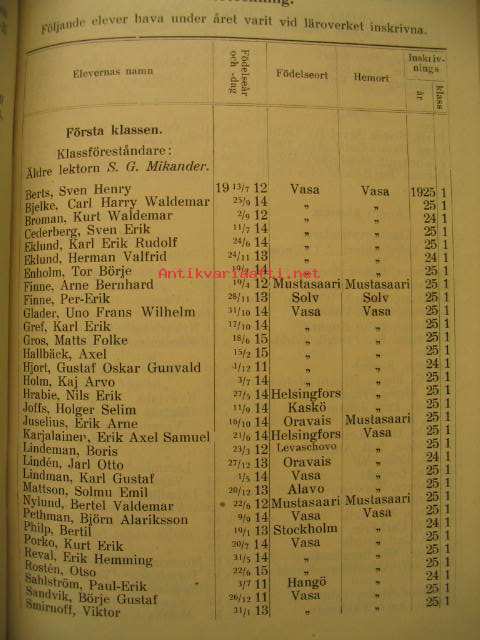 Följande elever hava under året varit vid läroverket inskrivna.
Elevernas namn Födelseår och -dag Födelseort Hemort Inskrivnings år klass
Första klassen.
Klassföreståndare:
Äldre lektorn S. G. Mikander.
Berts, Sven Henry 19 13/7 12 Vasa Vasa 1925 1
Bjelke, Carl Harry Waldemar 25/9 14 „ „ 25 1
Broman, Kurt Waldemar 2/9 12 „ „ 24 1
Cederberg, Sven Erik 11/7 14 „ „ 25 1
Eklund, Karl Erik Rudolf 24/6 14 „ „ 25 1
Eklund, Herman Valfrid 24/11 13 „ „ 24 1
Enholm, Tor Börje 14 „ „ 25 1
Antikvariaatti.net
Finne, Arne Bernhard 19/4 12 Mustasaari Mustasaari 25 1
Finne, Per-Erik 28/11 13 Solv Solv 25 1
Glader, Uno Frans Wilhelm 31/10 14 Vasa Vasa 25 1
Gref, Karl Erik 17/10 14 „ „ 25 1
Gros, Matts Folke 18/6 15 „ „ 25 1
Hallbäck, Axel 15/2 15 „ „ 25 1
Hjort, Gustaf Oskar Gunvald 1/12 11 „ „ 24 1
Holm, Kaj Arvo 3/7 14 „ „ 25 1
Hrabie, Nils Erik 27/5 14 Helsingfors „ 25 1
Joffs, Holger Selim 11/9 14 Kaskö „ 25 1
Juselius, Erik Arne 16/10 14 Oravais Mustasaari 25 1
Karjalainen, Erik Axel Samuel 21/6 14 Helsingfors Vasa 25 1
Lindeman, Boris 23/3 12 Levaschovo „ 25 1
Lindén, Jarl Otto 27/12 13 Oravais „ 25 1
Lindman, Karl Gustaf 1/5 14 Vasa „ 25 1
Mattson, Solmu Emil 20/12 13 Alavo „ 25 1
Nylund, Bertel Valdemar 22/6 12 Mustasaari Mustasaari 25 1
Pethman, Björn Alariksson 9/9 14 Vasa Vasa 25 1
Philp, Bertil 19/1 13 Stockholm „ 24 1
Porko, Kurt Erik 20/7 14 Vasa „ 25 1
Reval, Erik Hemming 31/5 14 „ „ 25 1
Rostén, Otso 22/6 15 „ „ 25 1
Sahlström, Paul-Erik 3/7 11 Hangö „ 24 1
Sandvik, Börje Gustaf 26/12 11 Vasa „ 25 1
Smirnoff, Viktor 31/1 13 „ „ 25 1